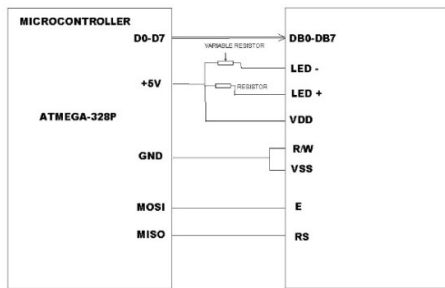 MICROCONTROLLER
D0-D7
DB0-DB7
VARIABLE RESISTOR
LED -
+5V
RESISTOR
LED +
ATMEGA-328P
VDD
R/W
GND
VSS
MOSI
E
MISO
RS